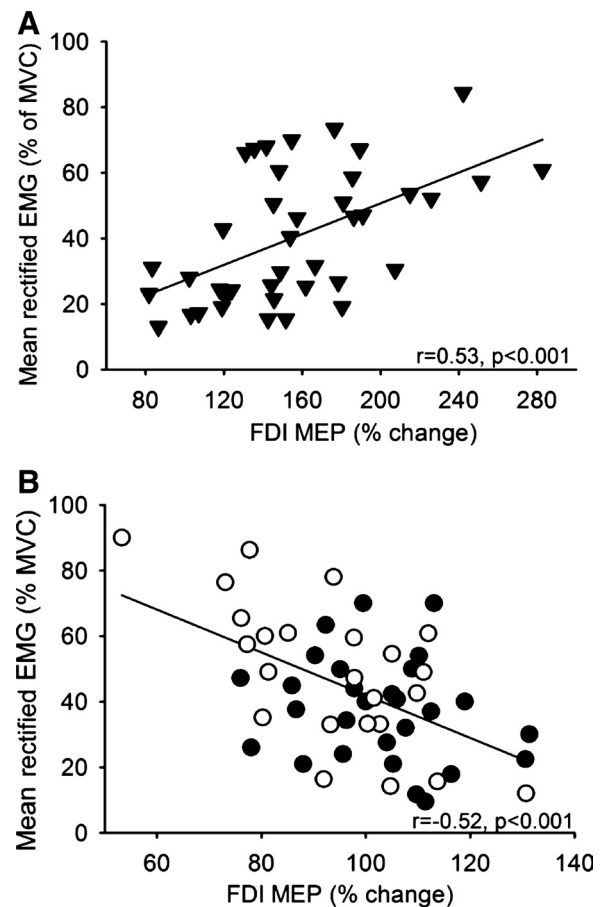 A
Mean rectified EMG (% of MVC)
100
80
60
40
20
0
r=0.53, p<0.001
80 120 160 200 240 280
FDI MEP (% change)
B
Mean rectified EMG (% MVC)
100
80
60
40
20
0
r=-0.52, p<0.001
60 80 100 120 140
FDI MEP (% change)